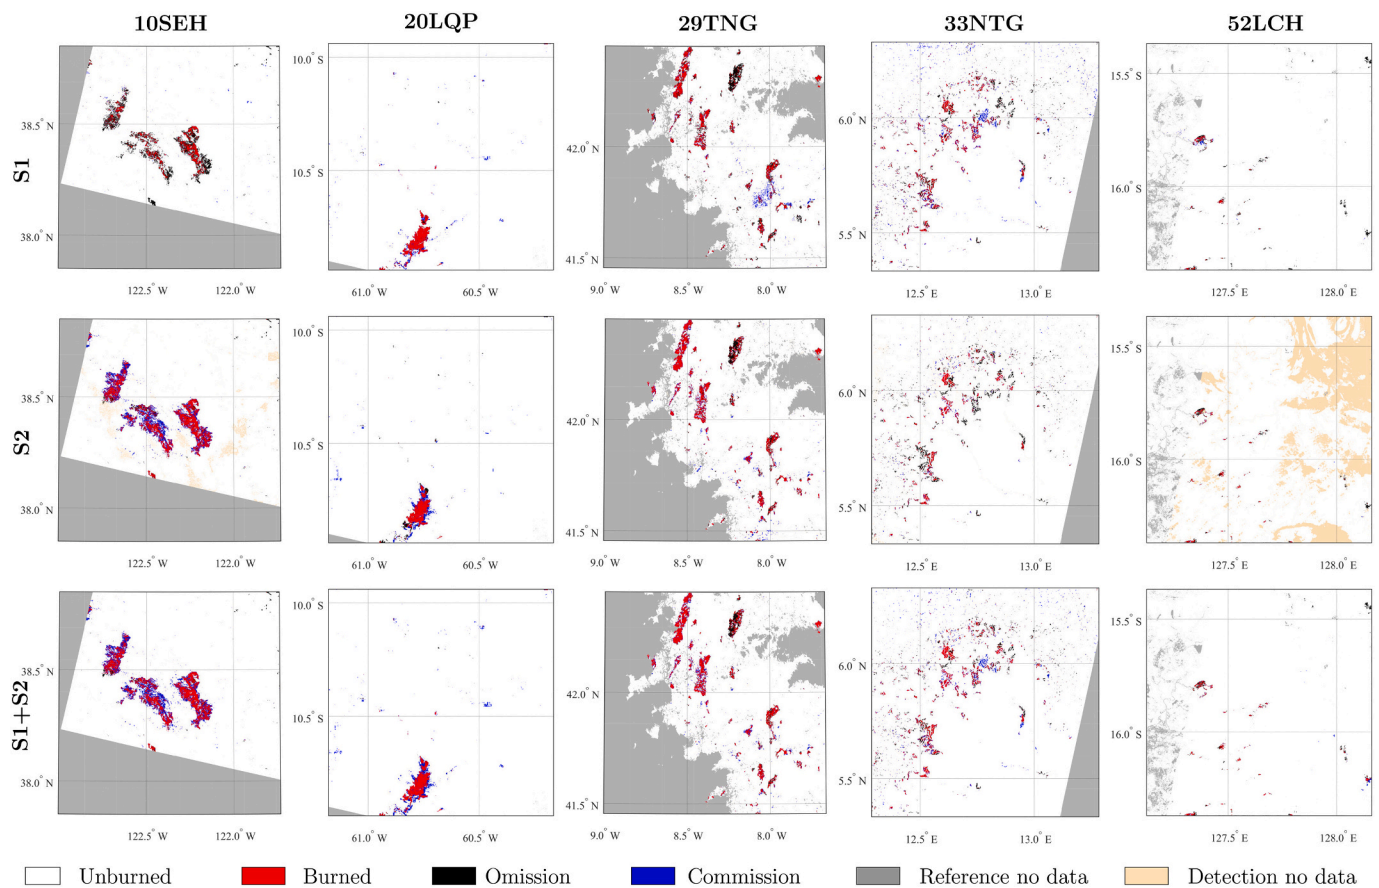 10SEH 20LQP 29TNG 33NTG 52LCH
S1
38.5° N
38.0° N
122.5° W 122.0° W
10.0° S
10.5° S
61.0° W 60.5° W
42.0° N
41.5° N
9.0° W 8.5° W 8.0° W
6.0° N
5.5° N
12.5° E 13.0° E
15.5° S
16.0° S
127.5° E 128.0° E
S2
38.5° N
38.0° N
122.5° W 122.0° W
10.0° S
10.5° S
61.0° W 60.5° W
42.0° N
41.5° N
9.0° W 8.5° W 8.0° W
6.0° N
5.5° N
12.5° E 13.0° E
15.5° S
16.0° S
127.5° E 128.0° E
S1+S2
38.5° N
38.0° N
122.5° W 122.0° W
10.0° S
10.5° S
61.0° W 60.5° W
42.0° N
41.5° N
9.0° W 8.5° W 8.0° W
6.0° N
5.5° N
12.5° E 13.0° E
15.5° S
16.0° S
127.5° E 128.0° E
Unburned Burned Omission Commission Reference no data Detection no data